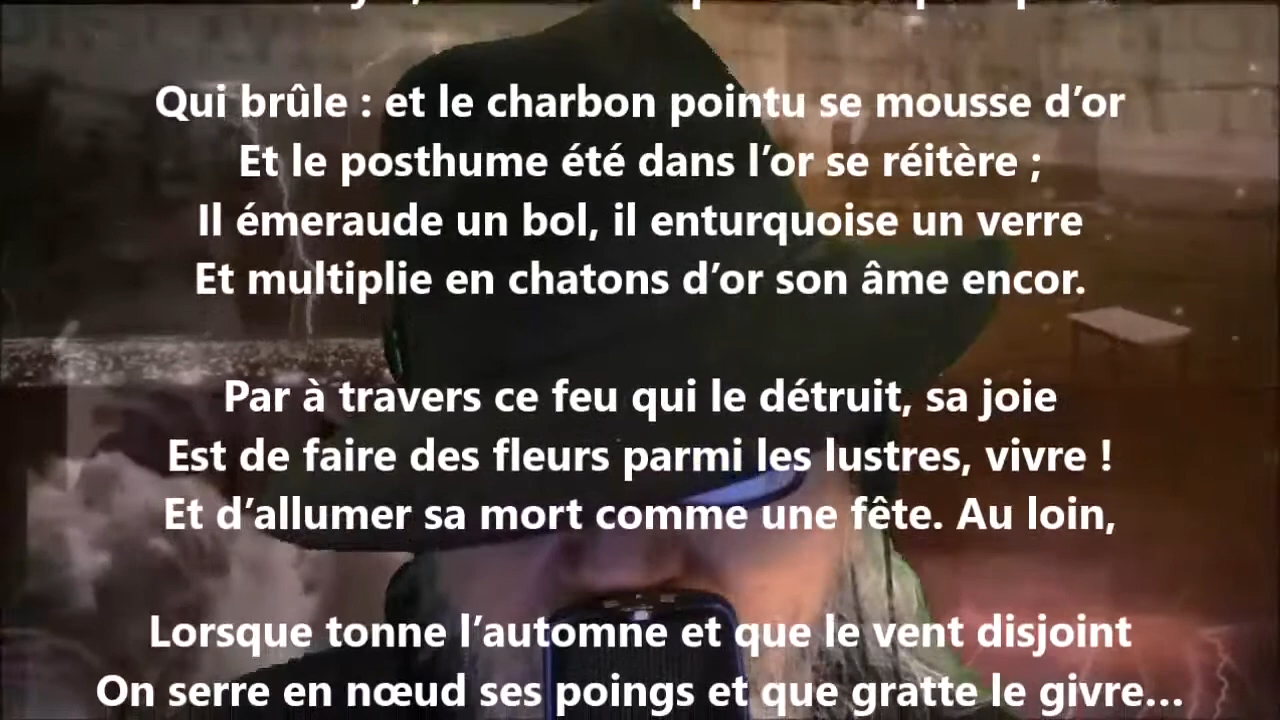 Qui brûle : et le charbon pointu se mousse d’or
Et le posthume été dans l’or se réitère ;
Il émeraude un bol, il enturquoise un verre
Et multiplie en chatons d’or son âme encor.
Par à travers ce feu qui le détruit, sa joie
Est de faire des fleurs parmi les lustres, vivre !
Et d’allumer sa mort comme une fête. Au loin,
Lorsque tonne l’automne et que le vent disjoint
On serre en nœud ses poings et que gratte le givre...